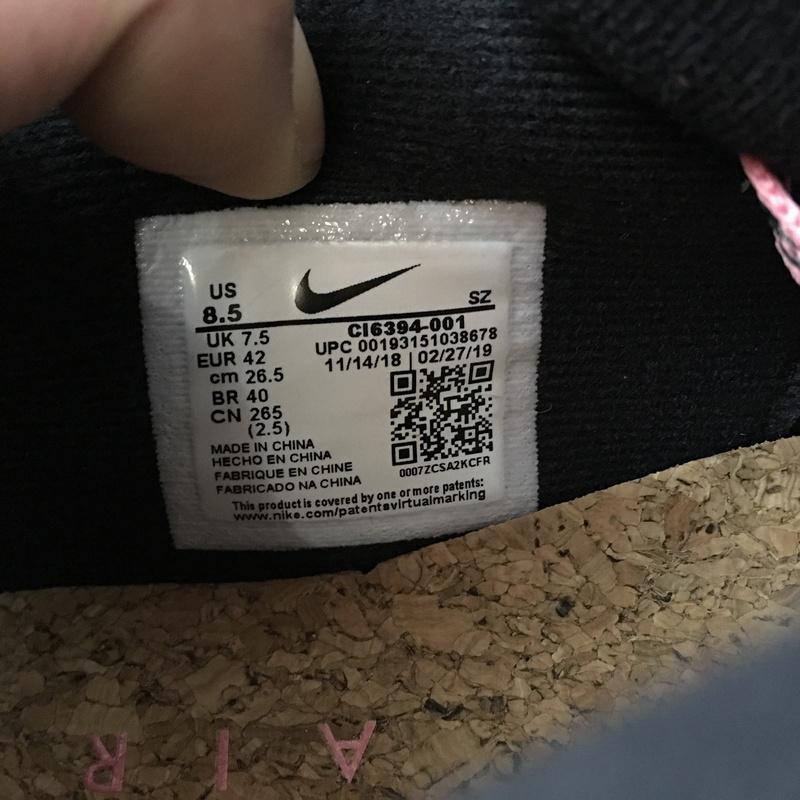 US
8.5
SZ
UK 7.5
EUR 42
cm 26.5
BR 40
CN 265
(2.5)
CI6394-001
UPC 00193151038678
11/14/18 | 02/27/19
0007ZCSA2KCFR
MADE IN CHINA
HECHO EN CHINA
FABRIQUE EN CHINE
FABRICADO NA CHINA
This product is covered by one or more patents:
www.nike.com/patentsvirtualmarking
AIR